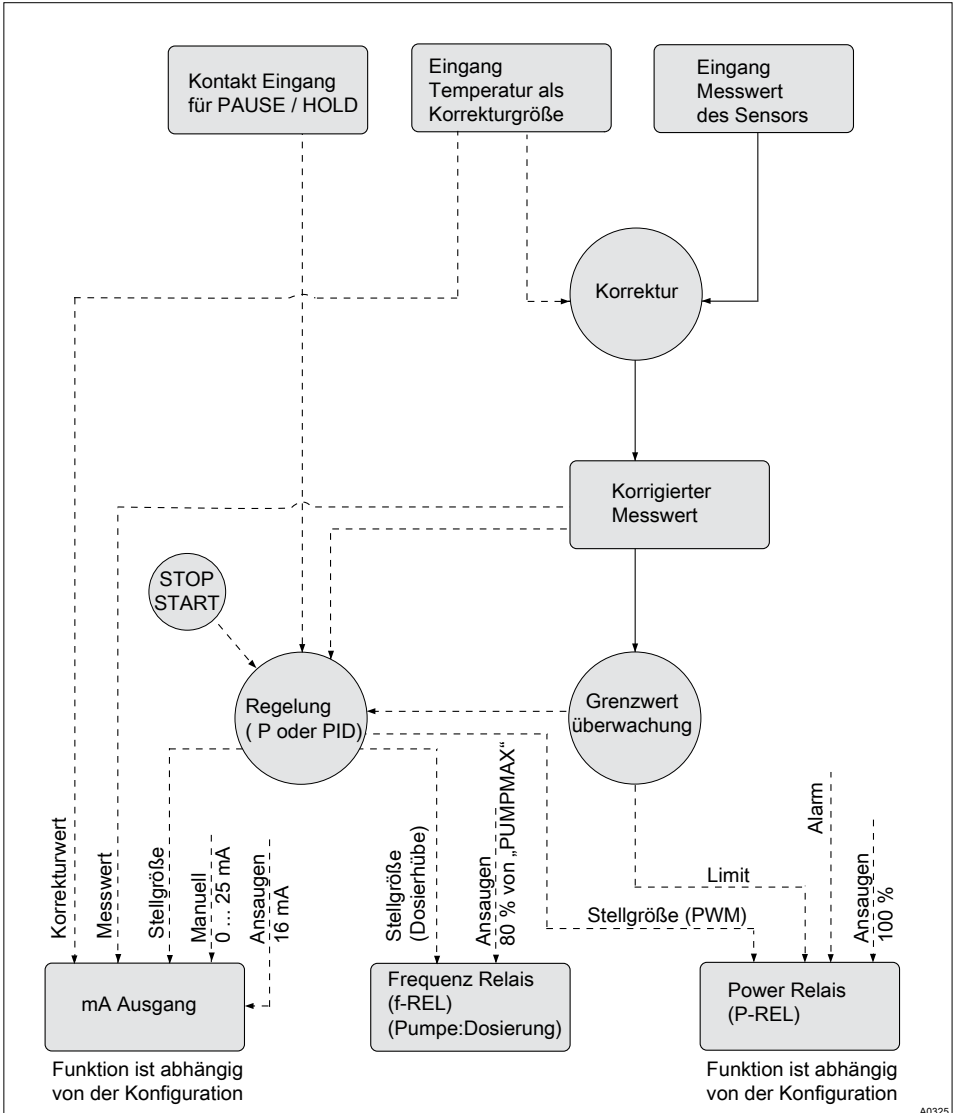 Kontakt Eingang
für PAUSE / HOLD
Eingang
Temperatur als
Korrekturgröße
Eingang
Messwert
des Sensors
Korrektur
Korrigierter
Messwert
STOP
START
Regelung
( P oder PID)
Grenzwert
überwachung
Korrekturwert
Messwert
Stellgröße
Manuell
0 ... 25 mA
Ansaugen
16 mA
Stellgröße
(Dosierhübe)
Ansaugen
80 % von „PUMPMAX“
Limit
Stellgröße (PWM)
Alarm
Ansaugen
100 %
mA Ausgang
Frequenz Relais
(f-REL)
(Pumpe:Dosierung)
Power Relais
(P-REL)
Funktion ist abhängig
von der Konfiguration
Funktion ist abhängig
von der Konfiguration
A0325